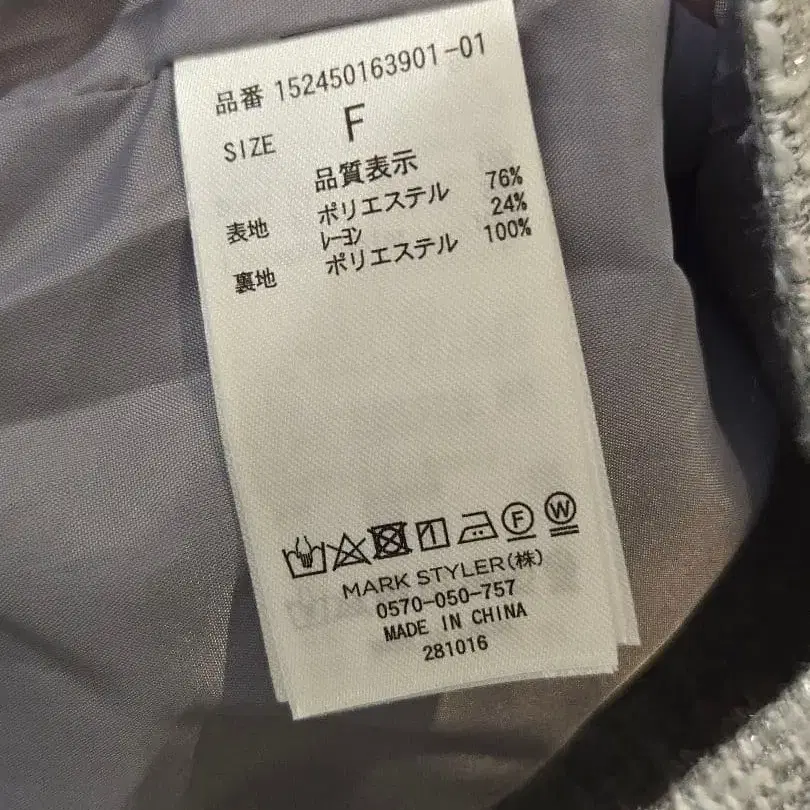 品番 152450163901-01
SIZE F
品質表示
表地 ポリエステル 76%
ﾚｰﾖﾝ 24%
裏地 ポリエステル 100%
F W
MARK STYLER(株)
0570-050-757
MADE IN CHINA
281016